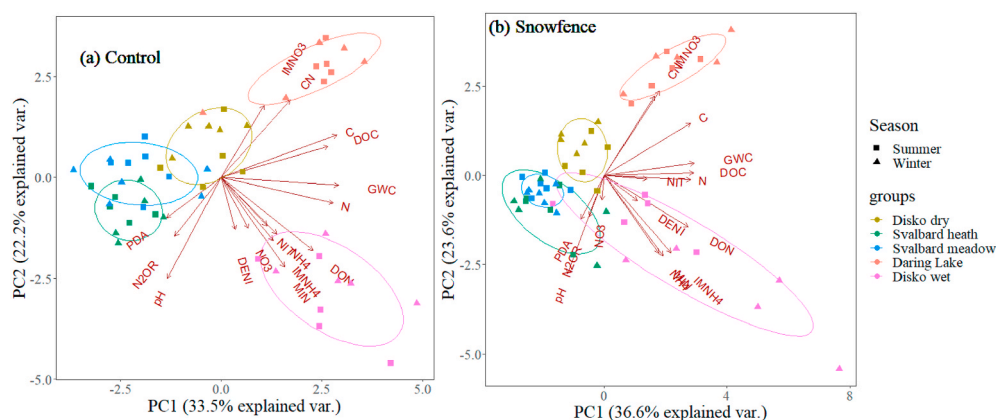 (a) Control
IMNO3
CN
C
DOC
GWC
N
PDA
N2OR
pH
DENI
NO3
NIT
NH4
IMNH4
MIN
DON
2.5
0.0
-2.5
-5.0
PC2 (22.2% explained var.)
-2.5
0.0
2.5
5.0
PC1 (33.5% explained var.)
(b) Snowfence
CN
IMNO3
C
GWC
DOC
NIT
N
DENI
DON
NO3
PDA
N2OR
pH
IMNH4
2.5
0.0
-2.5
-5.0
PC2 (23.6% explained var.)
0
4
8
PC1 (36.6% explained var.)
Season
Summer
Winter
groups
Disko dry
Svalbard heath
Svalbard meadow
Daring Lake
Disko wet